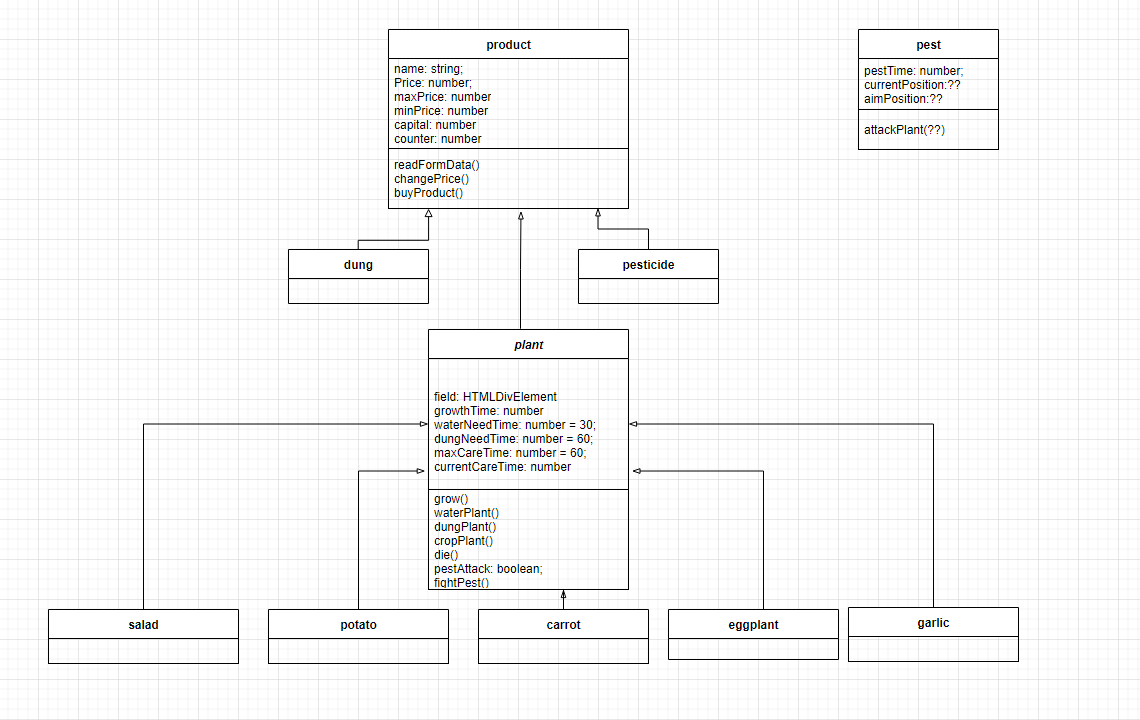 product
name: string;
Price: number;
maxPrice: number
minPrice: number
capital: number
counter: number
readFormData()
changePrice()
buyProduct()
pest
pestTime: number;
currentPosition:??
aimPosition:??
attackPlant(??)
dung
pesticide
plant
field: HTMLDivElement
growthTime: number
waterNeedTime: number = 30;
dungNeedTime: number = 60;
maxCareTime: number = 60;
currentCareTime: number
grow()
waterPlant()
dungPlant()
cropPlant()
die()
pestAttack: boolean;
fightPest()
salad
potato
carrot
eggplant
garlic